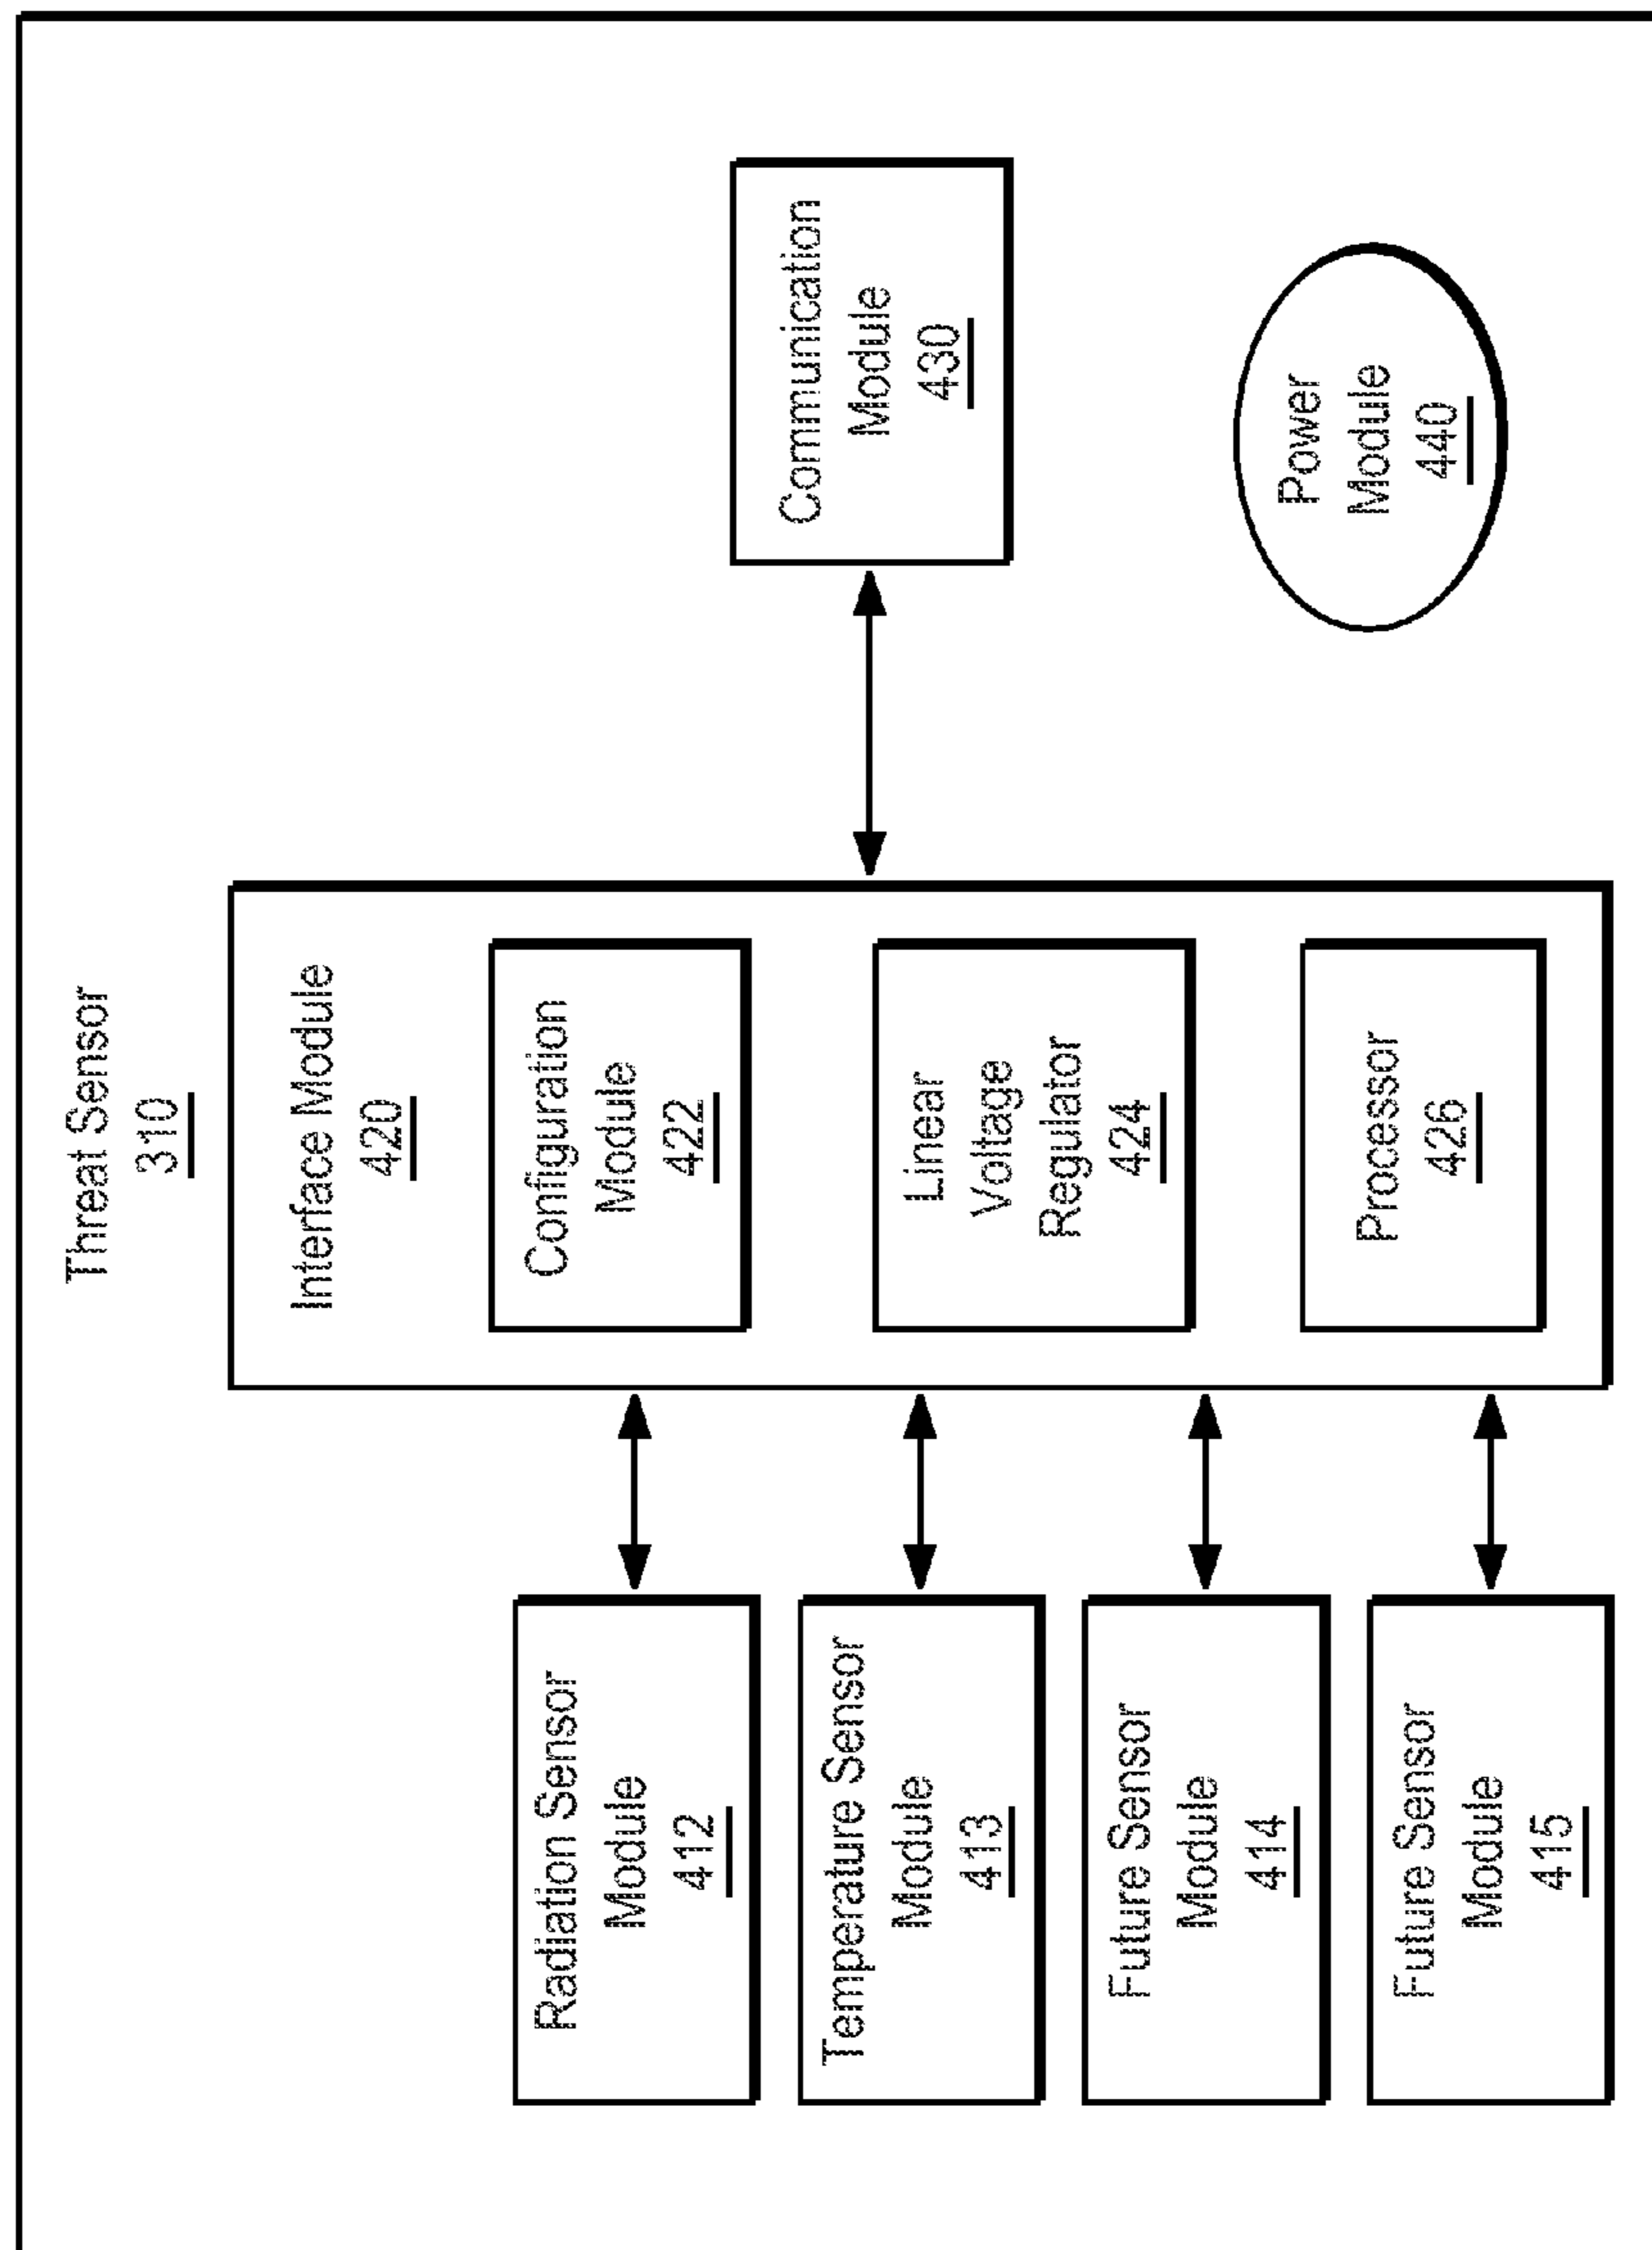 Threat Sensor
310
Radiation Sensor
Module
412
Temperature Sensor
Module
413
Future Sensor
Module
414
Future Sensor
Module
415
Interface Module
420
Configuration
Module
422
Linear
Voltage
Regulator
424
Processor
426
Communication
Module
430
Power
Module
440